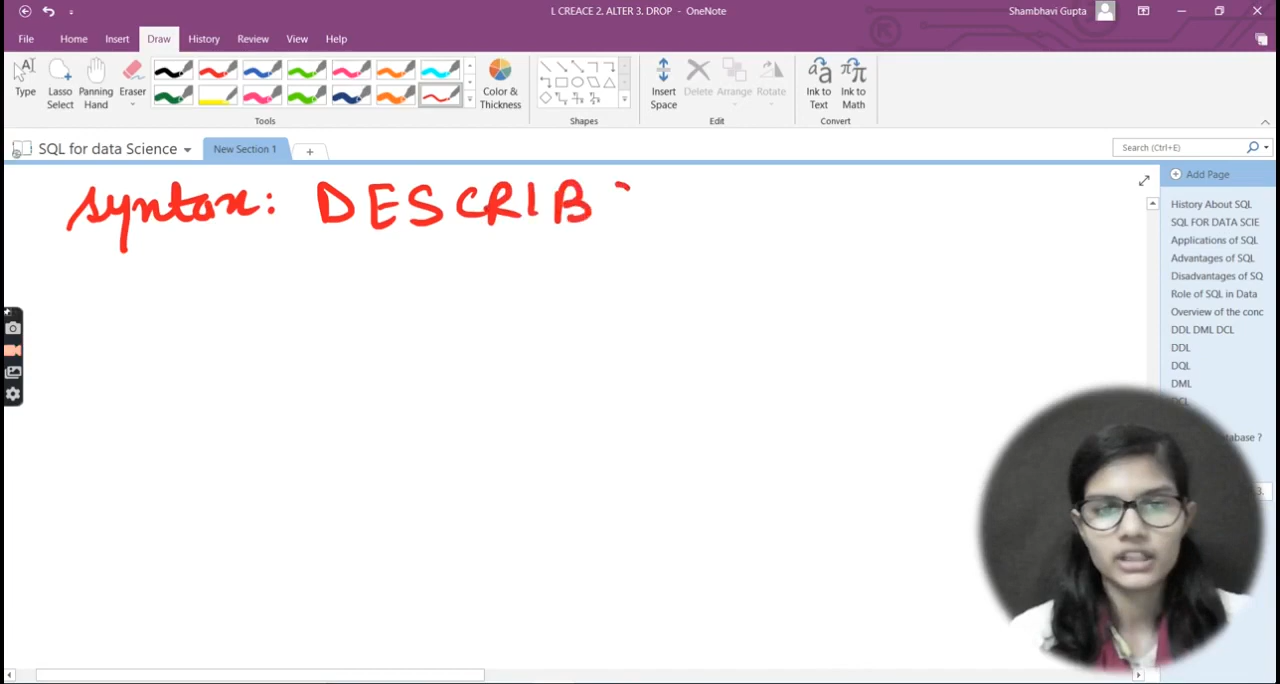 L CREACE 2. ALTER 3. DROP - OneNote
Shambhavi Gupta
File Home Insert Draw History Review View Help
Type
Lasso Select
Panning Hand
Eraser
Color & Thickness
Insert Space
Delete
Arrange
Rotate
Ink to Text
Ink to Math
Tools
Shapes
Edit
Convert
SQL for data Science
New Section 1
Search (Ctrl+E)
Add Page
syntax: DESCRIB
History About SQL
SQL FOR DATA SCIE
Applications of SQL
Advantages of SQL
Disadvantages of SQ
Role of SQL in Data
Overview of the conc
DDL DML DCL
DDL
DQL
DML
DCL
atabase ?
3.